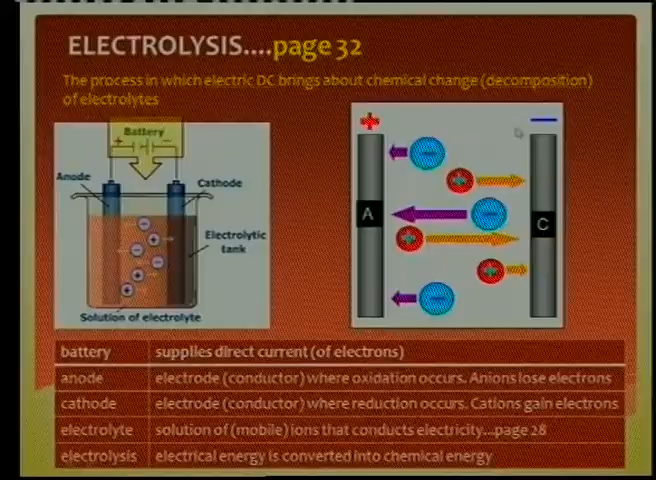 ELECTROLYSIS....page 32
The process in which electric DC brings about chemical change (decomposition)
of electrolytes
Battery
+ −
Anode
Cathode
Electrolytic
tank
Solution of electrolyte
+ −
A
C
battery supplies direct current (of electrons)
anode electrode (conductor) where oxidation occurs. Anions lose electrons
cathode electrode (conductor) where reduction occurs. Cations gain electrons
electrolyte solution of (mobile) ions that conducts electricity...page 28
electrolysis electrical energy is converted into chemical energy